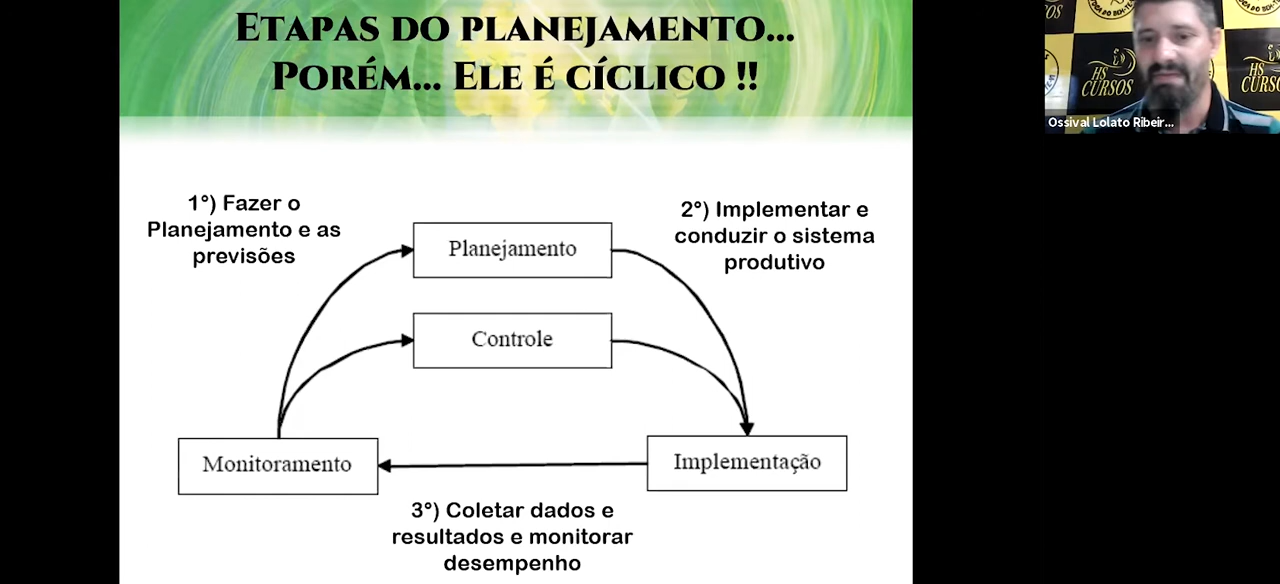 ETAPAS DO PLANEJAMENTO...
PORÉM... ELE É CÍCLICO !!
1°) Fazer o
Planejamento e as
previsões
2°) Implementar e
conduzir o sistema
produtivo
Planejamento
Controle
Monitoramento
Implementação
3°) Coletar dados e
resultados e monitorar
desempenho
HS
CURSOS
Ossival Lolato Ribeir...